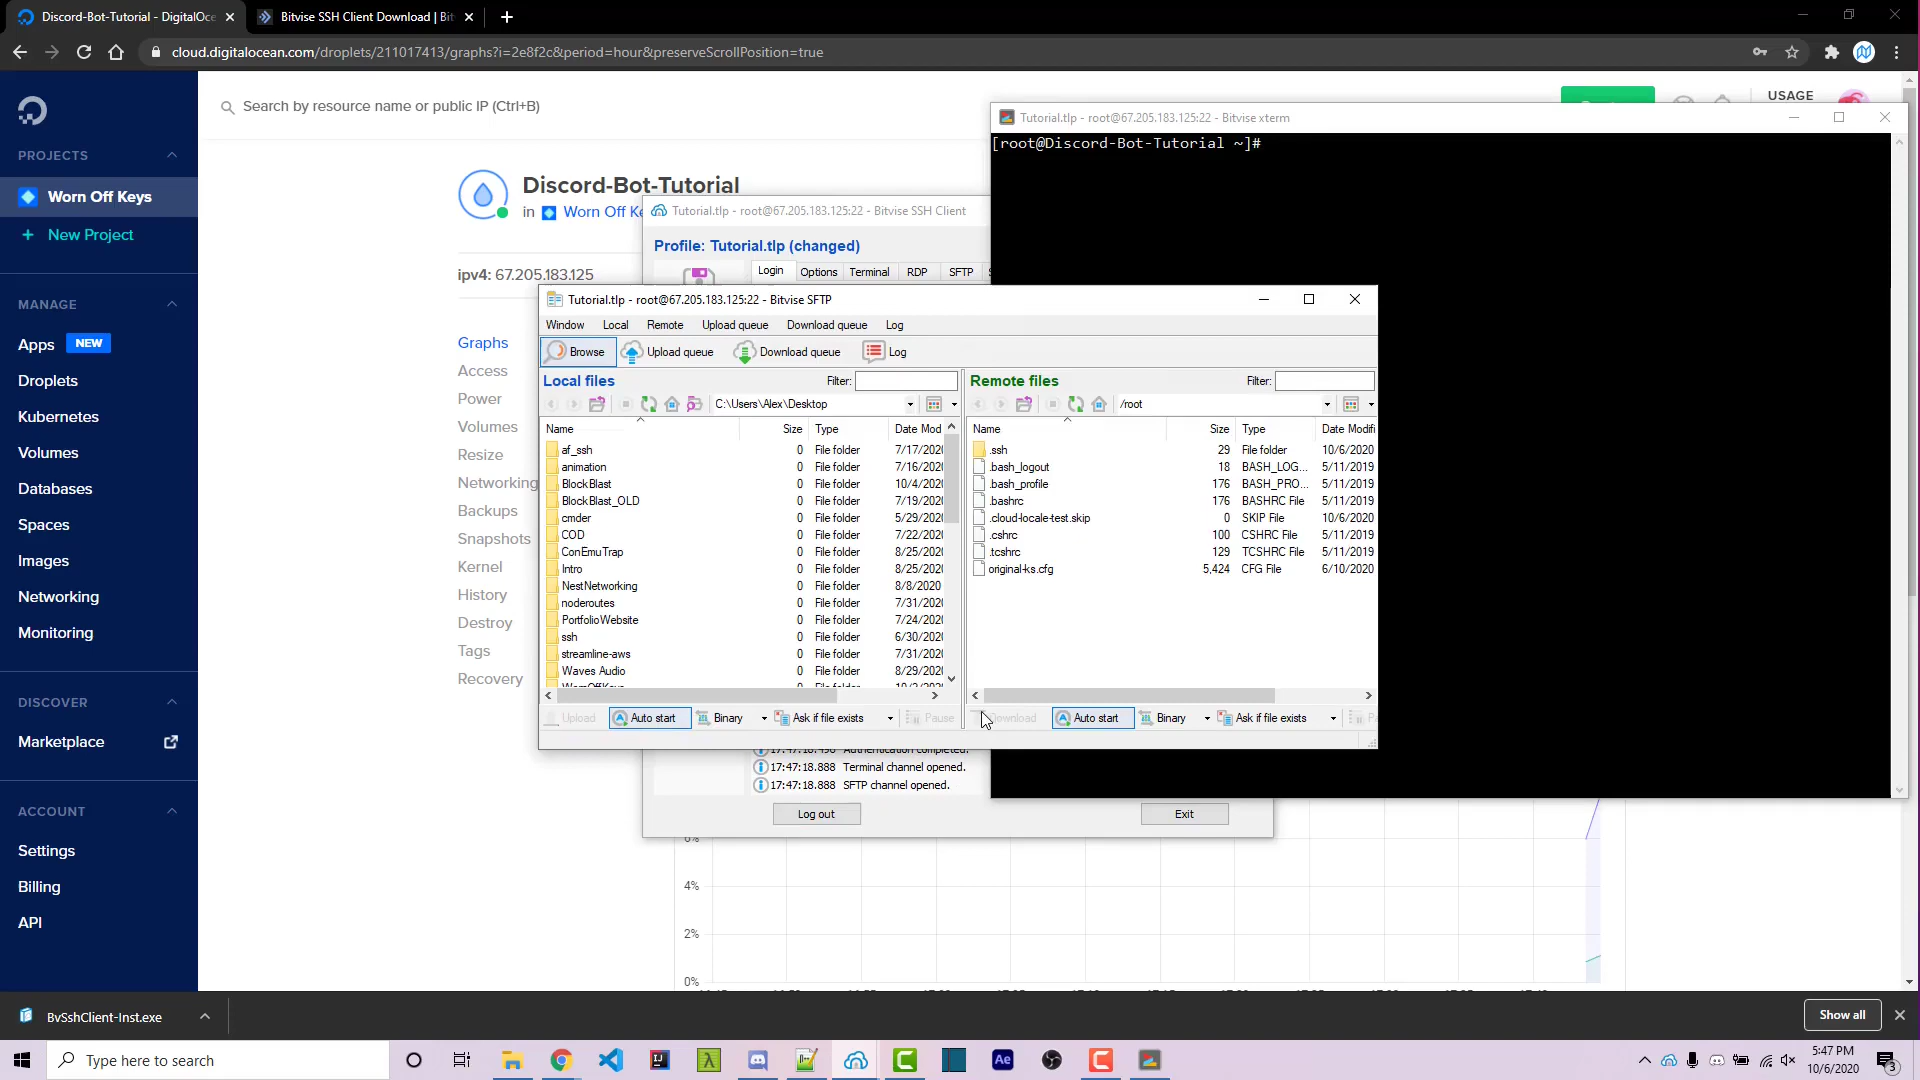 Discord-Bot-Tutorial - DigitalOce
Bitvise SSH Client Download | Bit
cloud.digitalocean.com/droplets/211017413/graphs?i=2e8f2c&period=hour&preserveScrollPosition=true
Search by resource name or public IP (Ctrl+B)
USAGE
PROJECTS
Worn Off Keys
+ New Project
MANAGE
Apps NEW
Droplets
Kubernetes
Volumes
Databases
Spaces
Images
Networking
Monitoring
DISCOVER
Marketplace
ACCOUNT
Settings
Billing
API
Discord-Bot-Tutorial
in Worn Off Ke
ipv4: 67.205.183.125
Graphs
Access
Power
Volumes
Resize
Networking
Backups
Snapshots
Kernel
History
Destroy
Tags
Recovery
Tutorial.tlp - root@67.205.183.125:22 - Bitvise xterm
[root@Discord-Bot-Tutorial ~]#
Tutorial.tlp - root@67.205.183.125:22 - Bitvise SSH Client
Profile: Tutorial.tlp (changed)
Login Options Terminal RDP SFTP
Tutorial.tlp - root@67.205.183.125:22 - Bitvise SFTP
Window Local Remote Upload queue Download queue Log
Browse Upload queue Download queue Log
Local files Filter:
C:\Users\Alex\Desktop
Name Size Type Date Mod
af_ssh 0 File folder 7/17/202
animation 0 File folder 7/16/202
BlockBlast 0 File folder 10/4/202
BlockBlast_OLD 0 File folder 7/19/202
cmder 0 File folder 5/29/202
COD 0 File folder 7/22/202
ConEmuTrap 0 File folder 8/25/202
Intro 0 File folder 8/25/202
NestNetworking 0 File folder 8/8/2020
noderoutes 0 File folder 7/31/202
PortfolioWebsite 0 File folder 7/24/202
ssh 0 File folder 6/30/202
streamline-aws 0 File folder 7/31/202
Waves Audio 0 File folder 8/29/202
Upload Auto start Binary Ask if file exists Pause
Remote files Filter:
/root
Name Size Type Date Modifi
.ssh 29 File folder 10/6/2020
.bash_logout 18 BASH_LOG... 5/11/2019
.bash_profile 176 BASH_PRO... 5/11/2019
.bashrc 176 BASHRC File 5/11/2019
.cloud-locale-test.skip 0 SKIP File 10/6/2020
.cshrc 100 CSHRC File 5/11/2019
.tcshrc 129 TCSHRC File 5/11/2019
original-ks.cfg 5,424 CFG File 6/10/2020
Download Auto start Binary Ask if file exists
17:47:18.496 Authentication completed.
17:47:18.888 Terminal channel opened.
17:47:18.888 SFTP channel opened.
Log out Exit
6%
4%
2%
0%
BvSshClient-Inst.exe
Show all
Type here to search
Ae
5:47 PM
10/6/2020
3